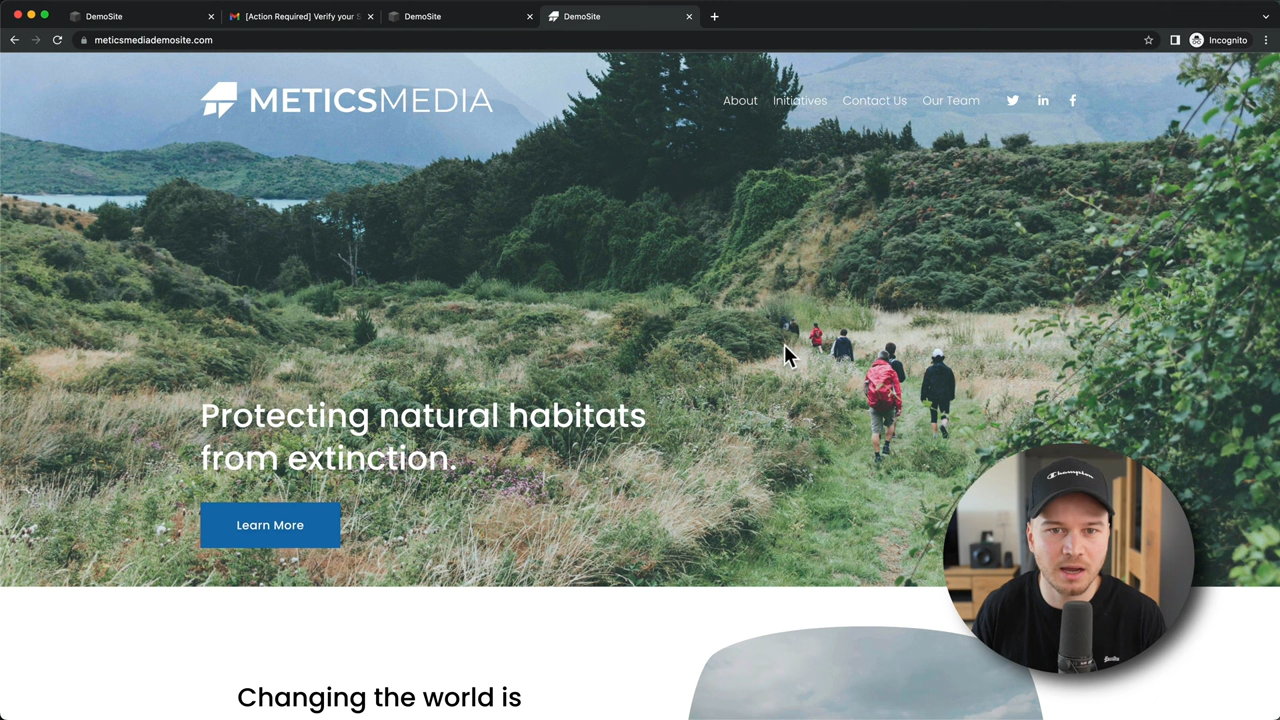 DemoSite
[Action Required] Verify your S
DemoSite
DemoSite
meticsmediademosite.com
Incognito
METICSMEDIA
About
Initiatives
Contact Us
Our Team
Protecting natural habitats
from extinction.
Learn More
Champion
Changing the world is